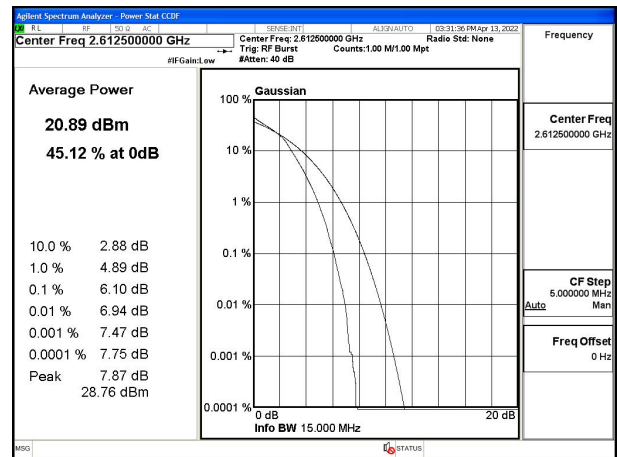 Agilent Spectrum Analyzer - Power Stat CCDF
RL RF 50 Ω AC SENSE:INT ALIGN AUTO 03:31:36 PM Apr 13, 2022
Center Freq 2.612500000 GHz
Center Freq: 2.612500000 GHz Radio Std: None
Trig: RF Burst Counts:1.00 M/1.00 Mpt
#IFGain:Low #Atten: 40 dB
Frequency
Average Power
20.89 dBm
45.12 % at 0dB
10.0 % 2.88 dB
1.0 % 4.89 dB
0.1 % 6.10 dB
0.01 % 6.94 dB
0.001 % 7.47 dB
0.0001 % 7.75 dB
Peak 7.87 dB
28.76 dBm
Gaussian
100 %
10 %
1 %
0.1 %
0.01 %
0.001 %
0.0001 %
0 dB 20 dB
Info BW 15.000 MHz
Center Freq
2.612500000 GHz
CF Step
5.000000 MHz
Auto Man
Freq Offset
0 Hz
MSG STATUS